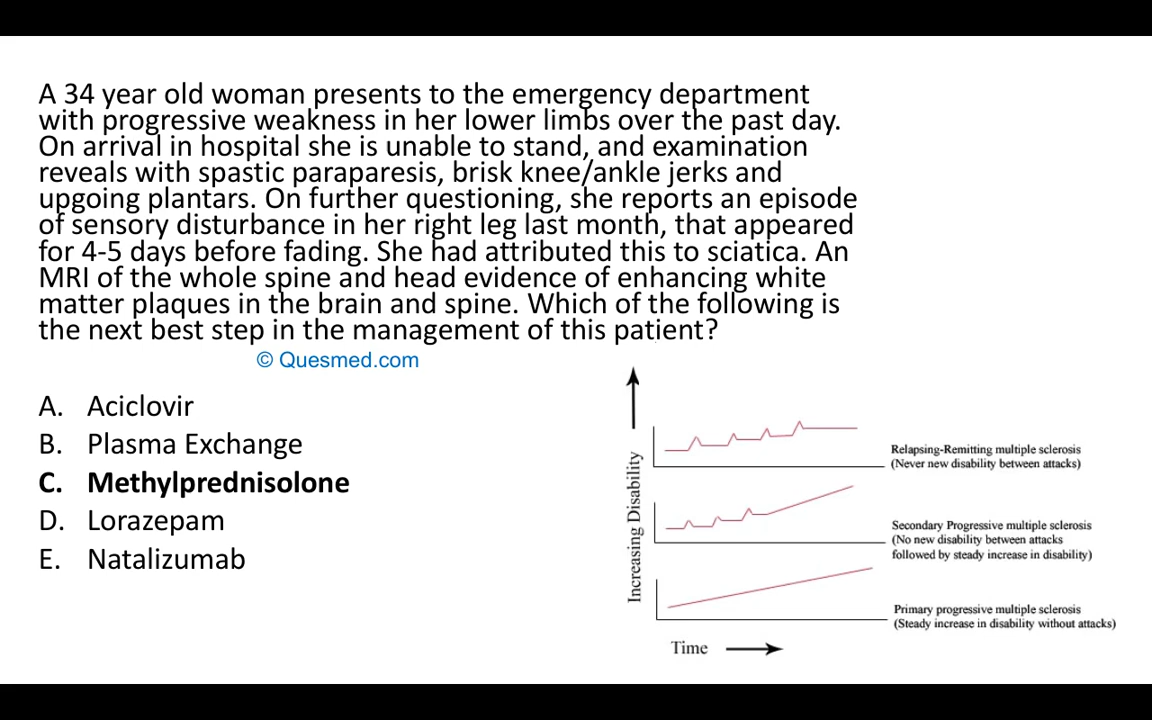 A 34 year old woman presents to the emergency department
with progressive weakness in her lower limbs over the past day.
On arrival in hospital she is unable to stand, and examination
reveals with spastic paraparesis, brisk knee/ankle jerks and
upgoing plantars. On further questioning, she reports an episode
of sensory disturbance in her right leg last month, that appeared
for 4-5 days before fading. She had attributed this to sciatica. An
MRI of the whole spine and head evidence of enhancing white
matter plaques in the brain and spine. Which of the following is
the next best step in the management of this patient?
© Quesmed.com
A. Aciclovir
B. Plasma Exchange
C. Methylprednisolone
D. Lorazepam
E. Natalizumab
Increasing Disability
Relapsing-Remitting multiple sclerosis
(Never new disability between attacks)
Secondary Progressive multiple sclerosis
(No new disability between attacks
followed by steady increase in disability)
Primary progressive multiple sclerosis
(Steady increase in disability without attacks)
Time